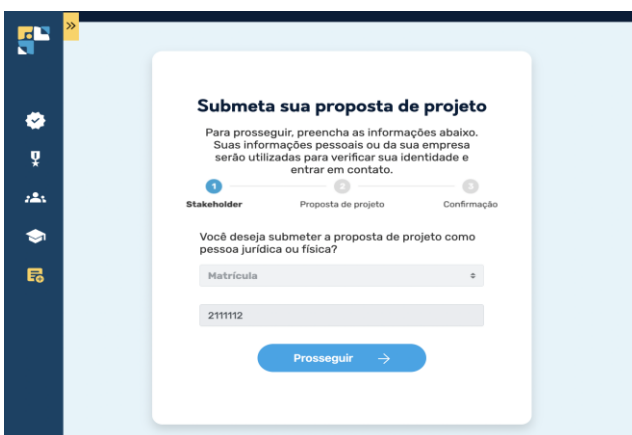 »
Submeta sua proposta de projeto
Para prosseguir, preencha as informações abaixo.
Suas informações pessoais ou da sua empresa
serão utilizadas para verificar sua identidade e
entrar em contato.
1 2 3
Stakeholder Proposta de projeto Confirmação
Você deseja submeter a proposta de projeto como
pessoa jurídica ou física?
Matrícula
2111112
Prosseguir →